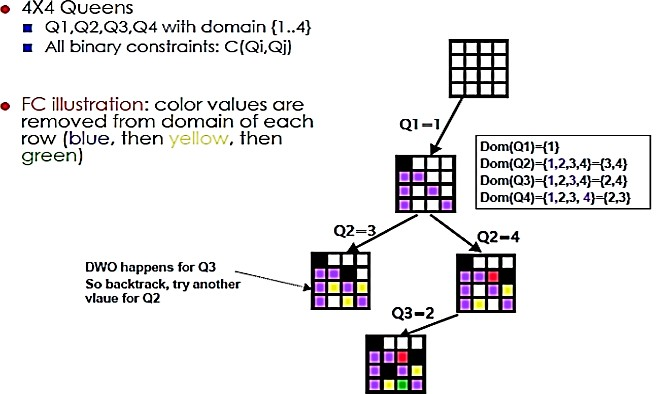 4X4 Queens
Q1,Q2,Q3,Q4 with domain {1..4}
All binary constraints: C(Qi,Qj)
FC illustration: color values are
removed from domain of each
row (blue, then yellow, then
green)
Q1=1
Dom(Q1)={1}
Dom(Q2)={1,2,3,4}={3,4}
Dom(Q3)={1,2,3,4}={2,4}
Dom(Q4)={1,2,3, 4}={2,3}
Q2=3
Q2=4
DWO happens for Q3
So backtrack, try another
vlaue for Q2
Q3=2